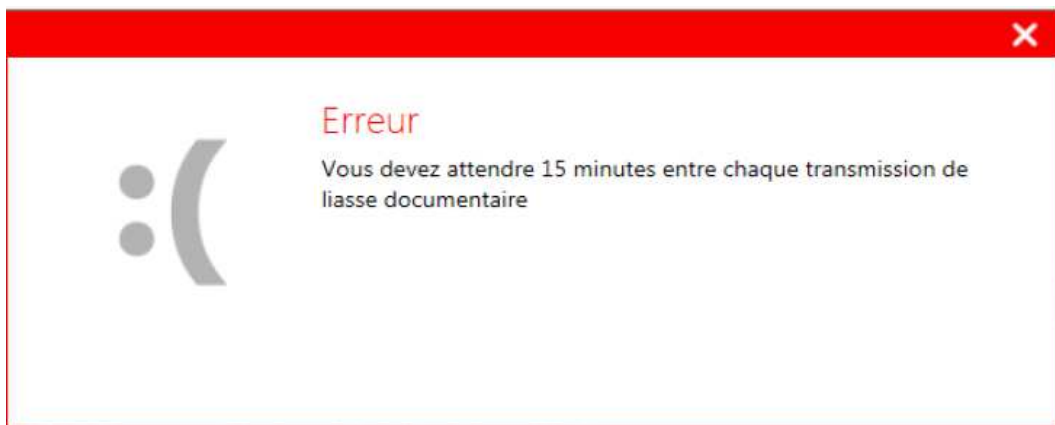 :(
Erreur
Vous devez attendre 15 minutes entre chaque transmission de
liasse documentaire